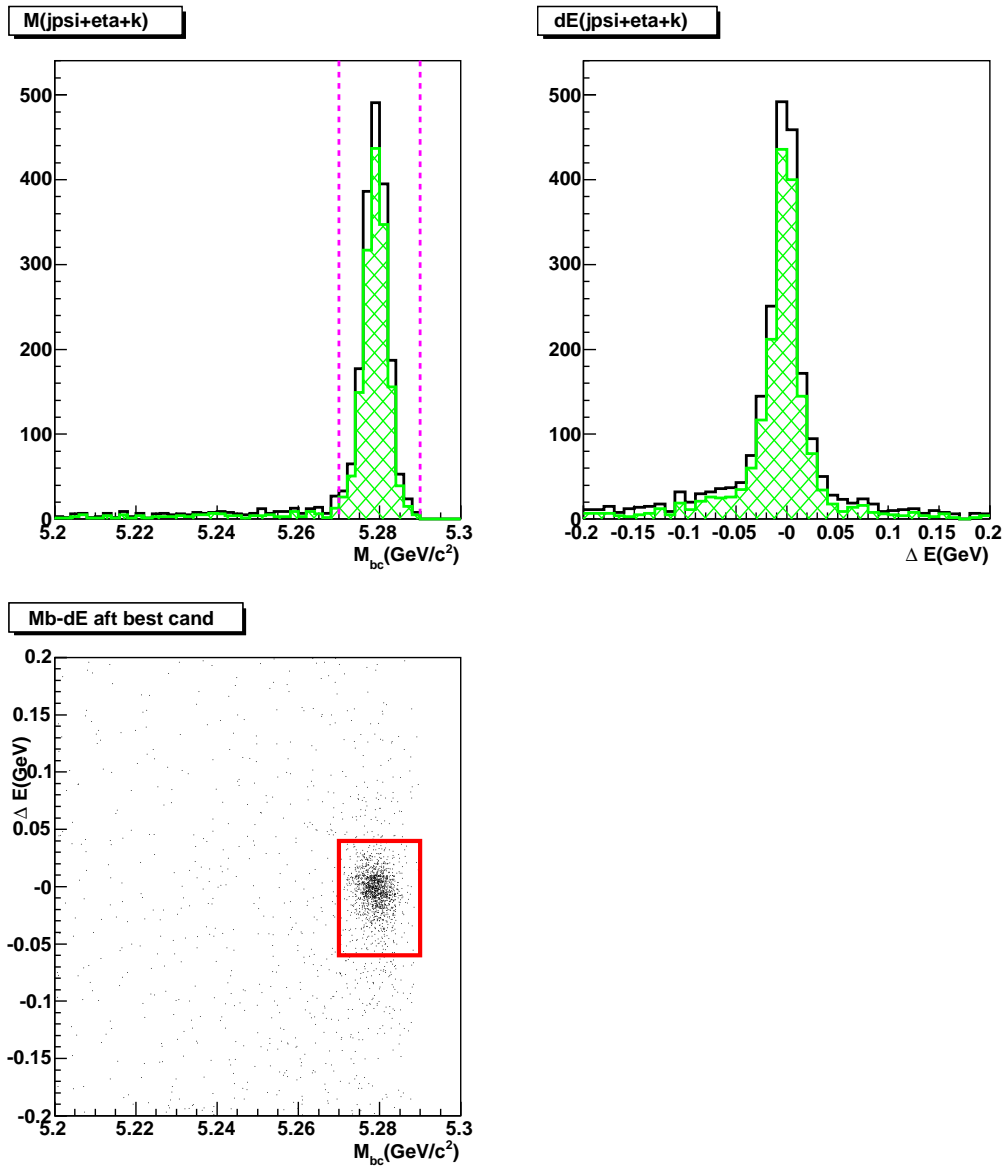 M(jpsi+eta+k)
500
400
300
200
100
0
5.2 5.22 5.24 5.26 5.28 5.3
M_bc(GeV/c²)
dE(jpsi+eta+k)
500
400
300
200
100
0
-0.2 -0.15 -0.1 -0.05 -0 0.05 0.1 0.15 0.2
Δ E(GeV)
Mb-dE aft best cand
Δ E(GeV)
0.2
0.15
0.1
0.05
-0
-0.05
-0.1
-0.15
-0.2
5.2 5.22 5.24 5.26 5.28 5.3
M_bc(GeV/c²)